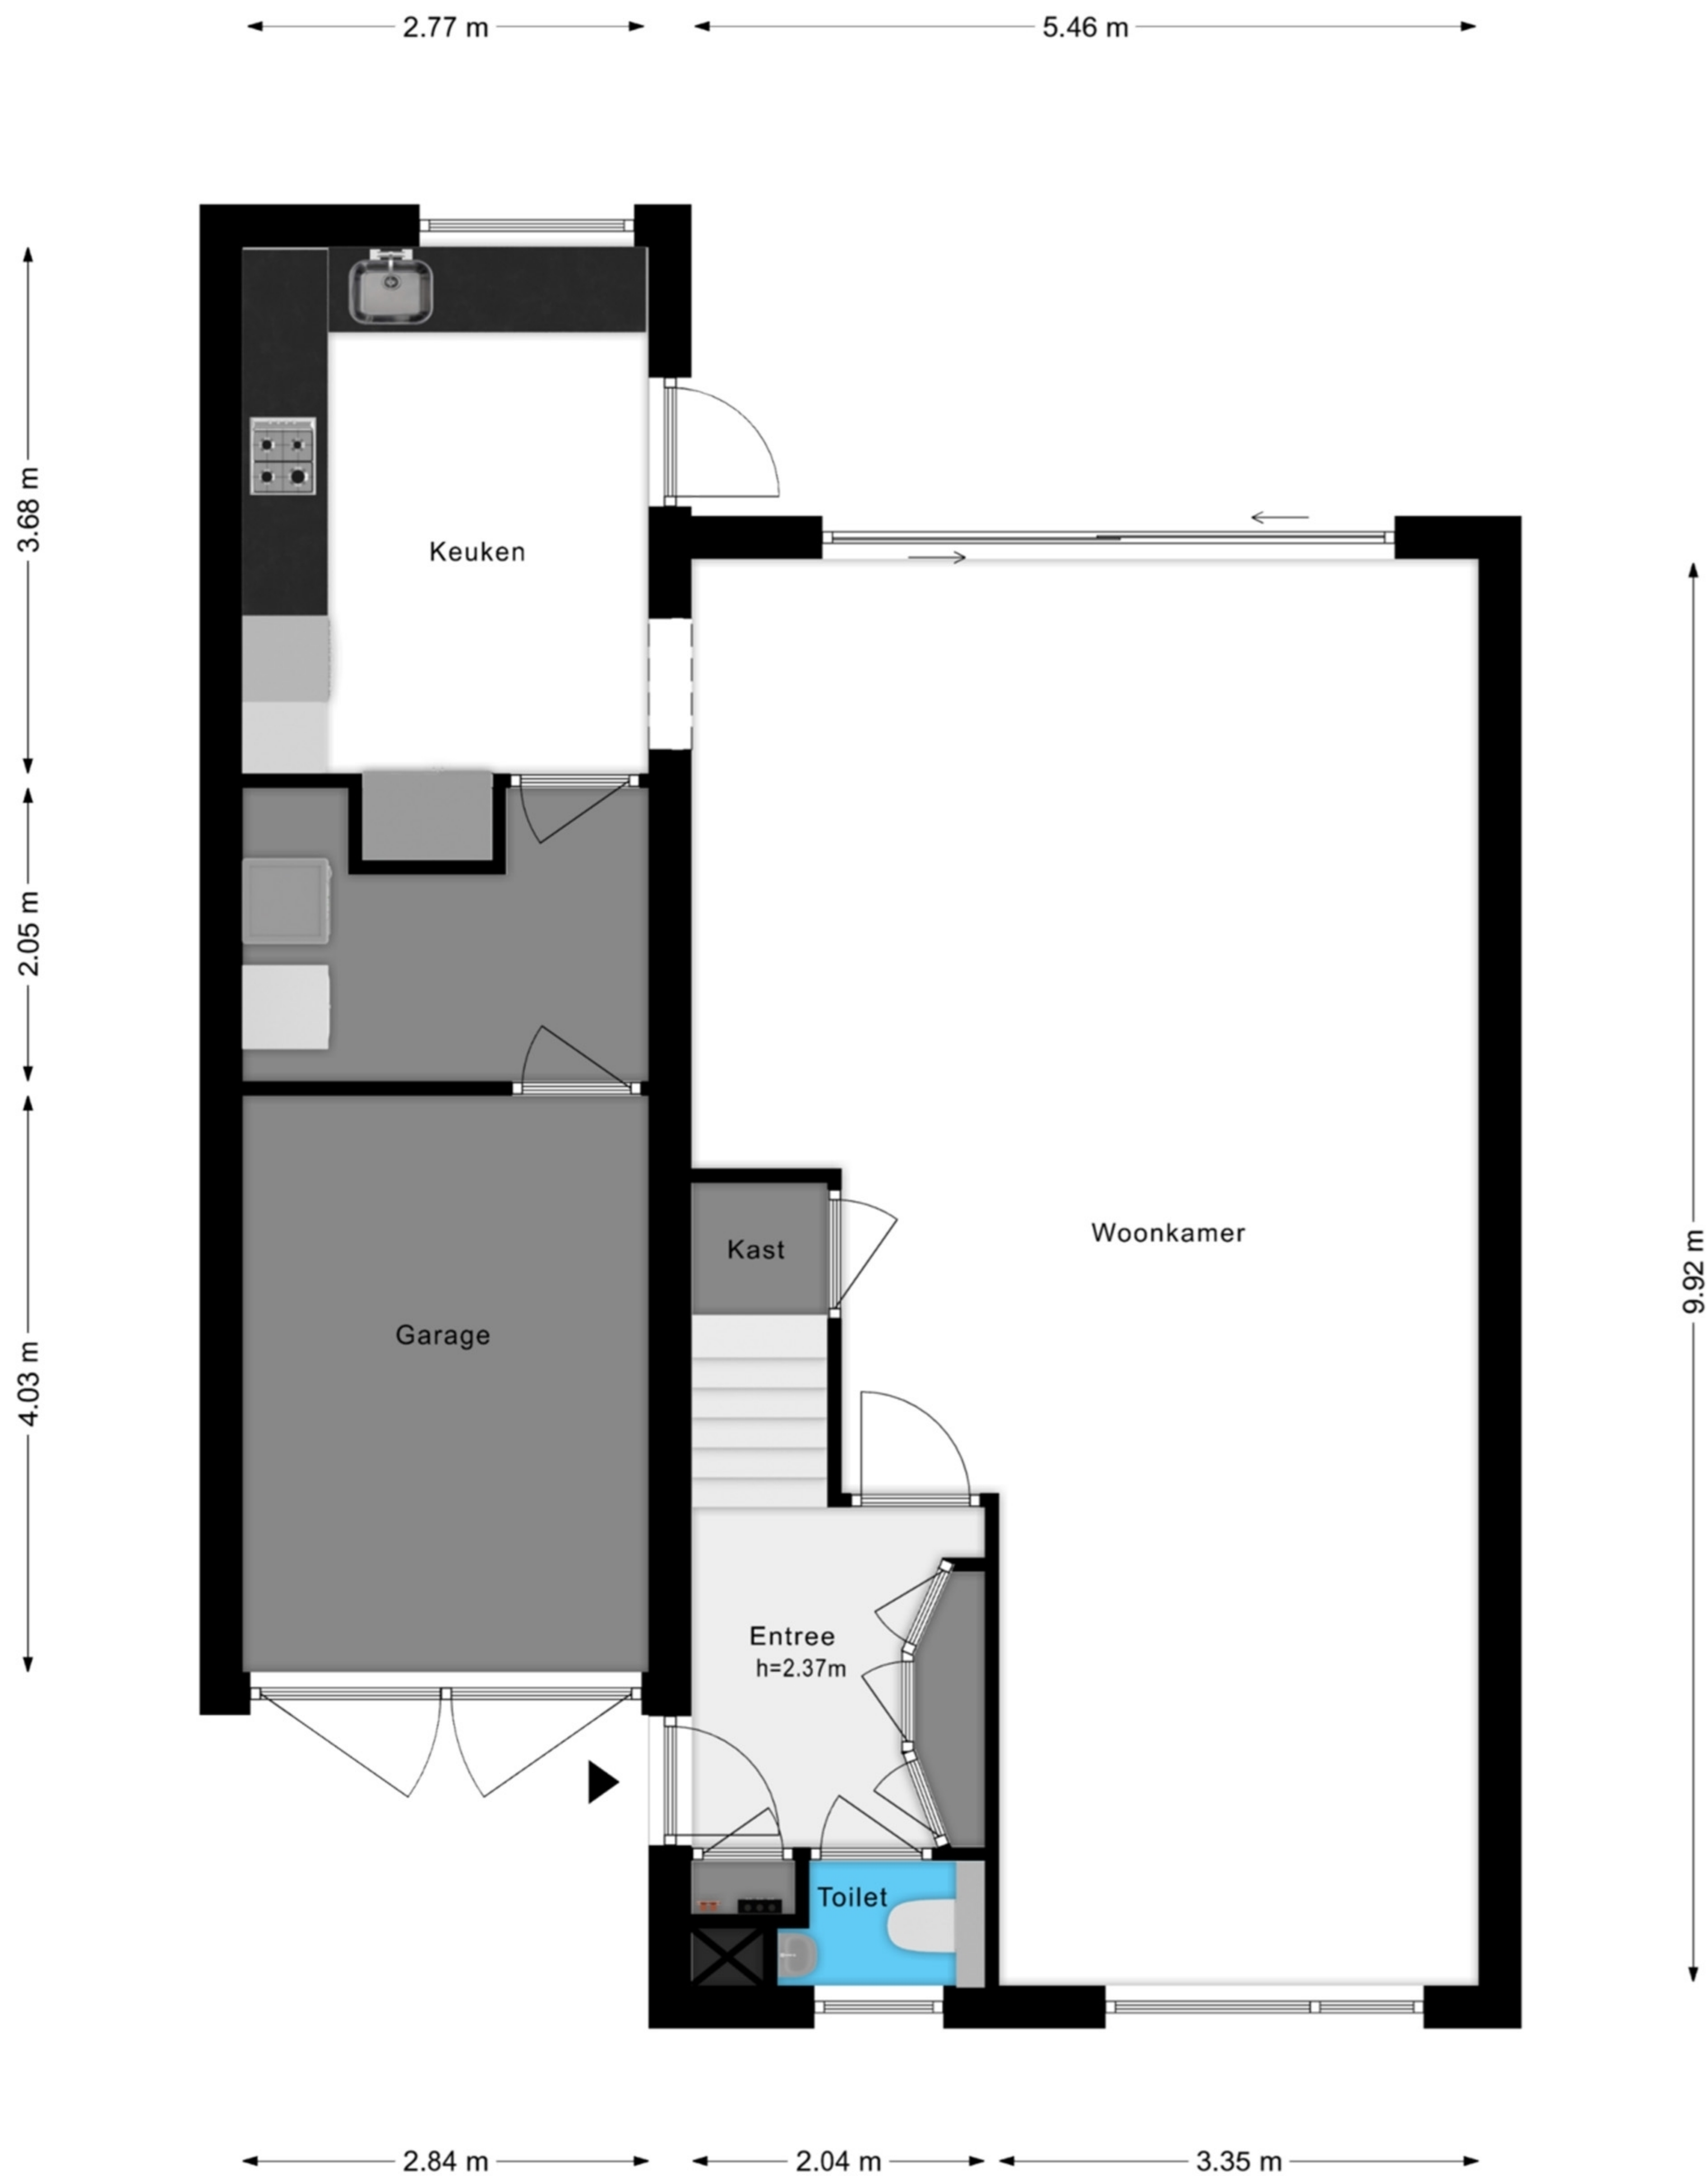 2.77 m
5.46 m
3.68 m
Keuken
2.05 m
Woonkamer
Kast
9.92 m
Garage
4.03 m
Entree
h=2.37m
Toilet
2.84 m
2.04 m
3.35 m